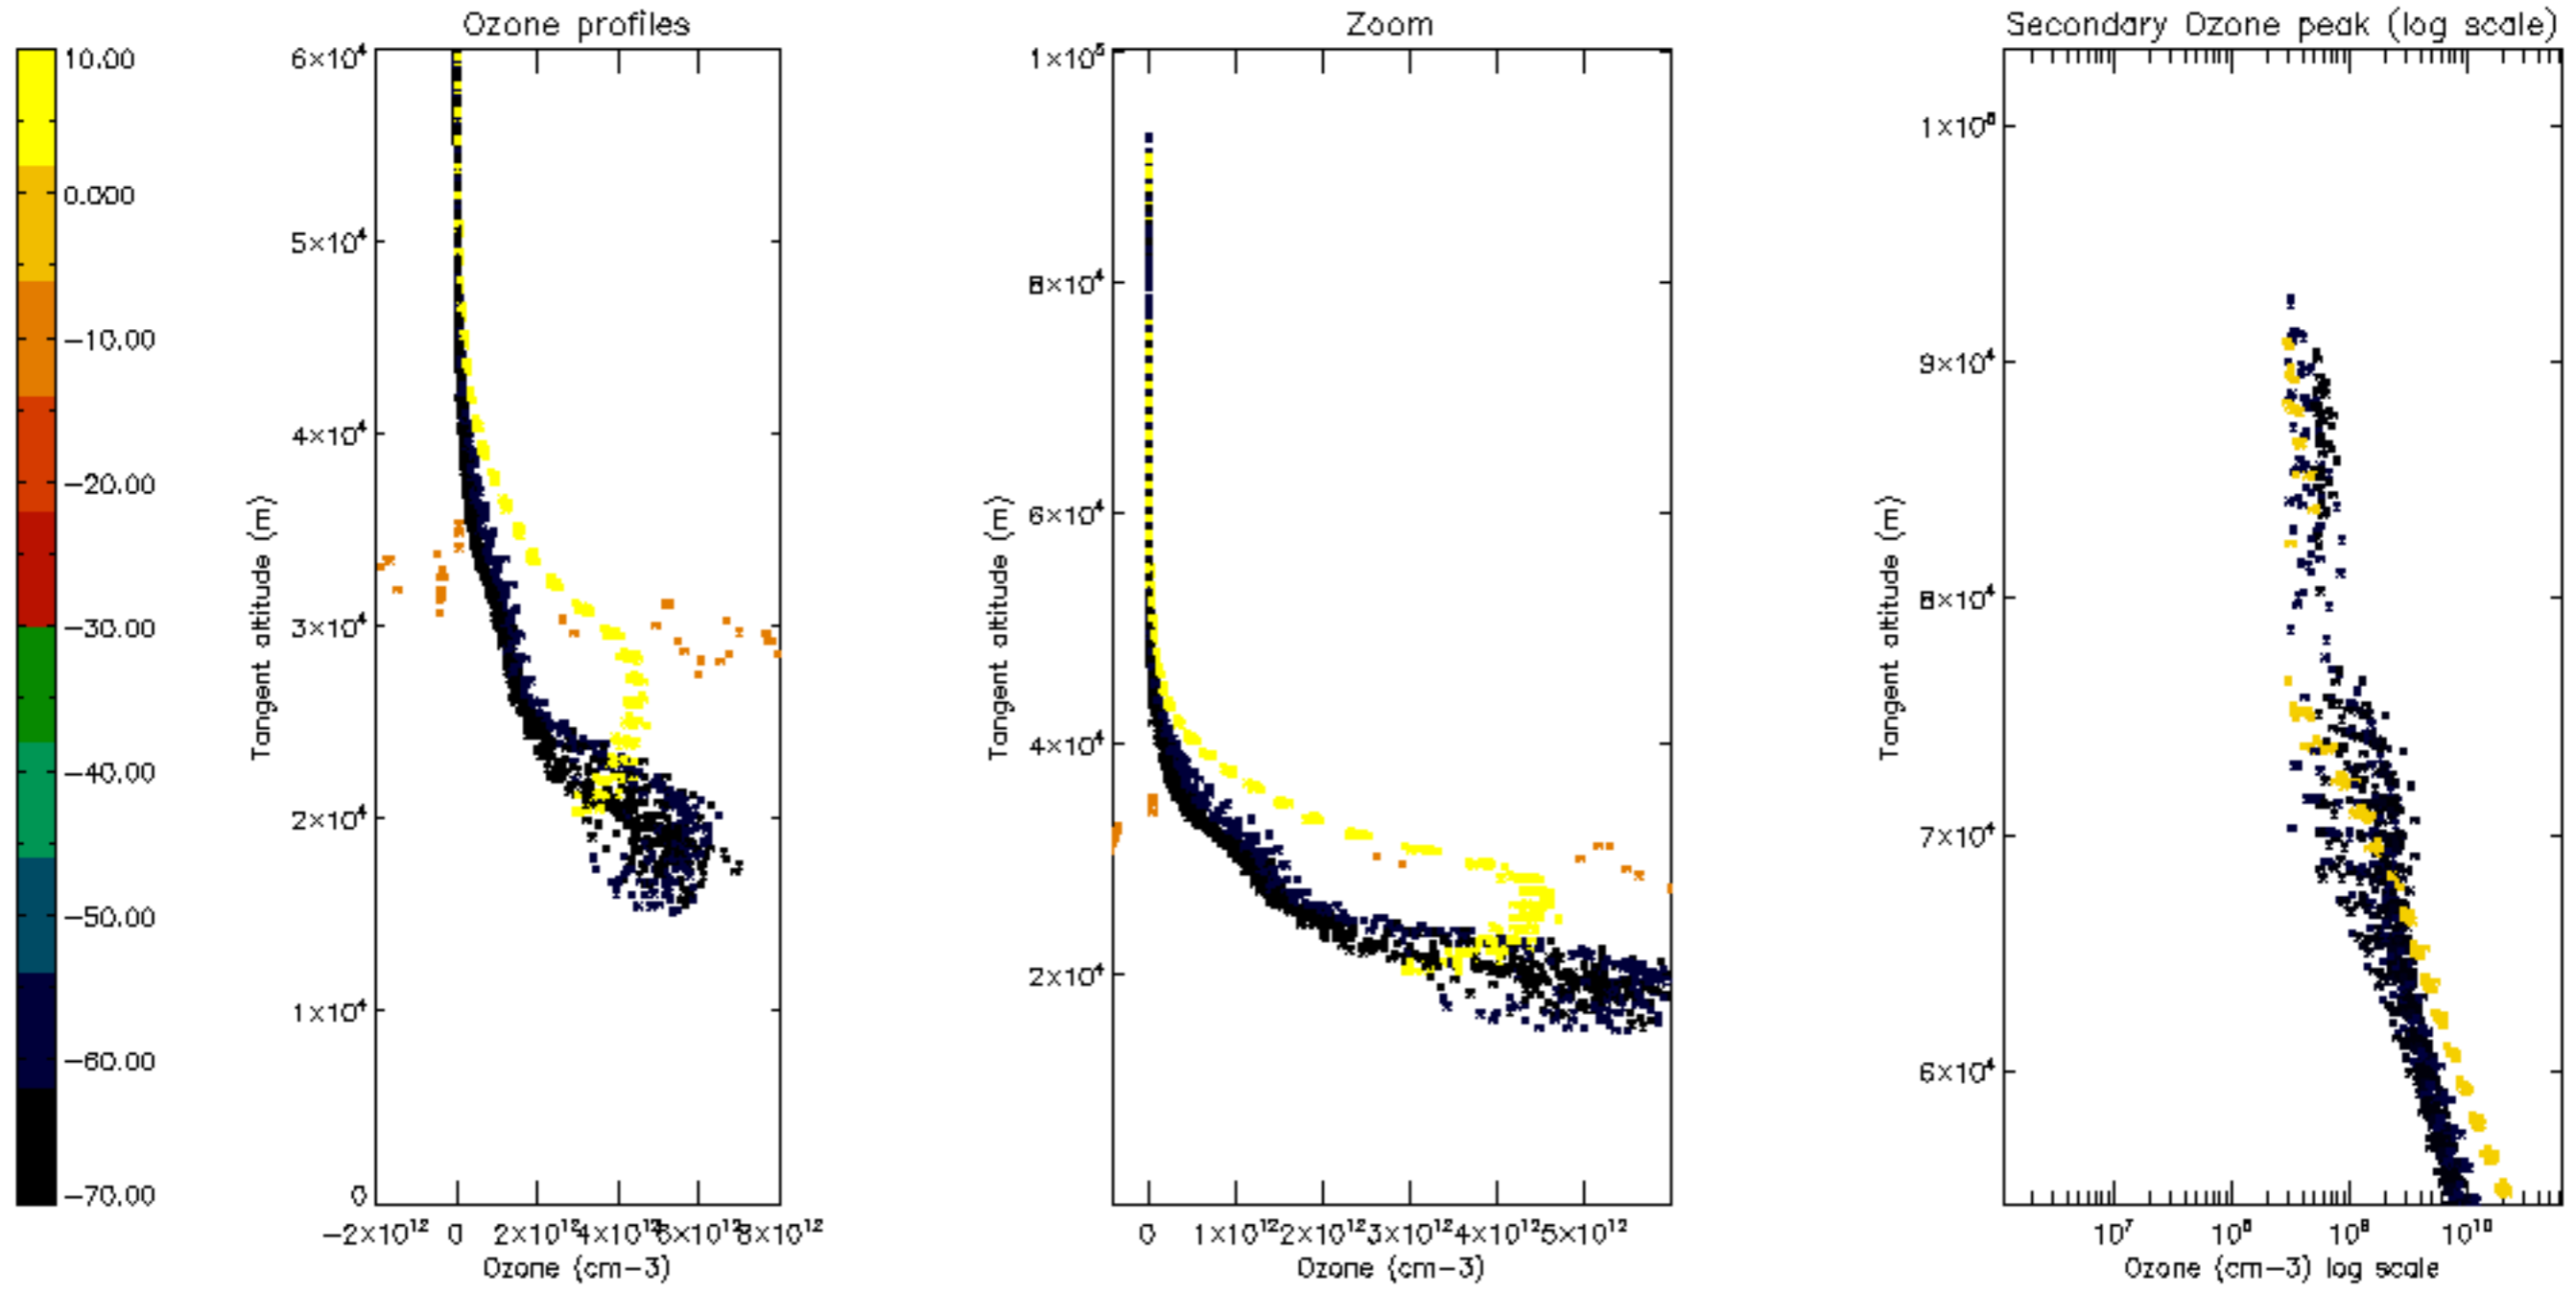 Ozone profiles
Zoom
Secondary Ozone peak (log scale)
10.00
0.00
−10.00
−20.00
−30.00
−40.00
−50.00
−60.00
−70.00
6×10⁴
5×10⁴
4×10⁴
3×10⁴
2×10⁴
1×10⁴
0
Tangent altitude (m)
−2×10¹² 0 2×10¹² 4×10¹² 6×10¹² 8×10¹²
Ozone (cm−3)
1×10⁵
8×10⁴
6×10⁴
4×10⁴
2×10⁴
Tangent altitude (m)
0 1×10¹² 2×10¹² 3×10¹² 4×10¹² 5×10¹²
Ozone (cm−3)
1×10⁵
9×10⁴
8×10⁴
7×10⁴
6×10⁴
Tangent altitude (m)
10⁷ 10⁸ 10⁹ 10¹⁰
Ozone (cm−3) log scale